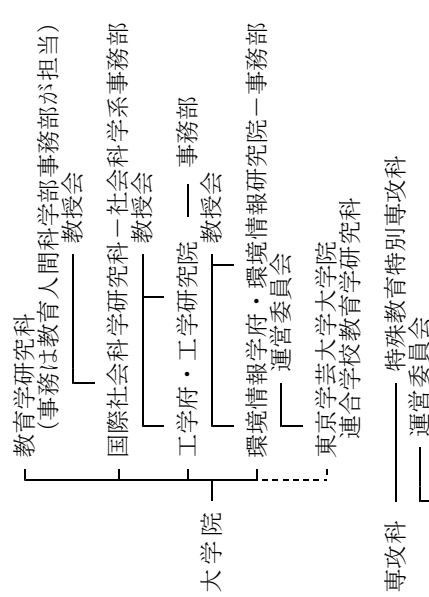 教育学研究科
(事務は教育人間科学部事務部が担当)
教授会
国際社会科学研究科－社会科学系事務部
教授会
工学府・工学研究院 ― 事務部
教授会
環境情報学府・環境情報研究院－事務部
運営委員会
東京学芸大学大学院
連合学校教育学研究科
大学院
専攻科 ― 特殊教育特別専攻科
運営委員会